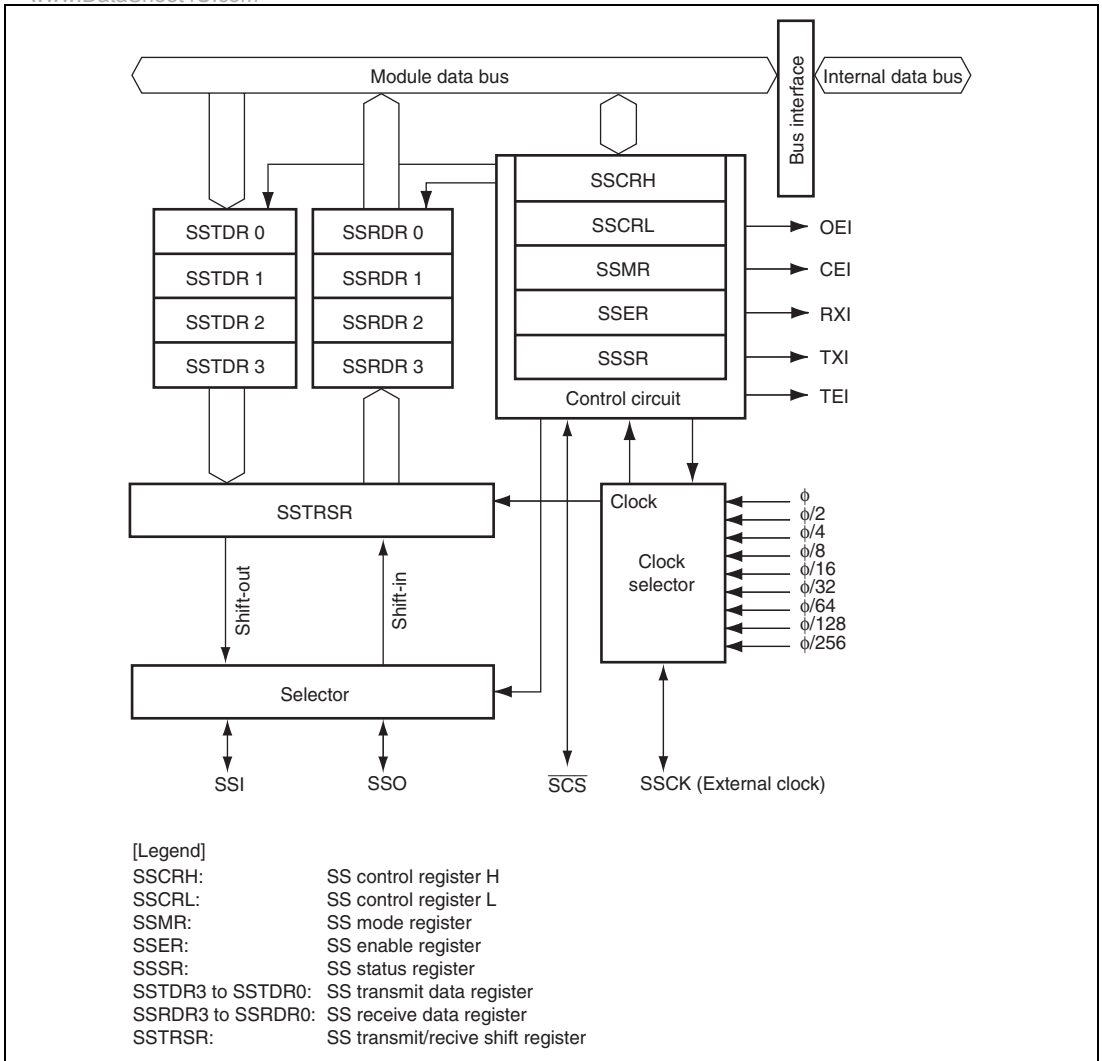 www.DataSheet4U.com
Module data bus
Bus interface
Internal data bus
SSTDR 0
SSTDR 1
SSTDR 2
SSTDR 3
SSRDR 0
SSRDR 1
SSRDR 2
SSRDR 3
SSCRH
SSCRL
SSMR
SSER
SSSR
Control circuit
OEI
CEI
RXI
TXI
TEI
SSTRSR
Clock
Clock
selector
ϕ
ϕ/2
ϕ/4
ϕ/8
ϕ/16
ϕ/32
ϕ/64
ϕ/128
ϕ/256
Shift-out
Shift-in
Selector
SSI
SSO
S̅C̅S̅
SSCK (External clock)
[Legend]
SSCRH: SS control register H
SSCRL: SS control register L
SSMR: SS mode register
SSER: SS enable register
SSSR: SS status register
SSTDR3 to SSTDR0: SS transmit data register
SSRDR3 to SSRDR0: SS receive data register
SSTRSR: SS transmit/recive shift register